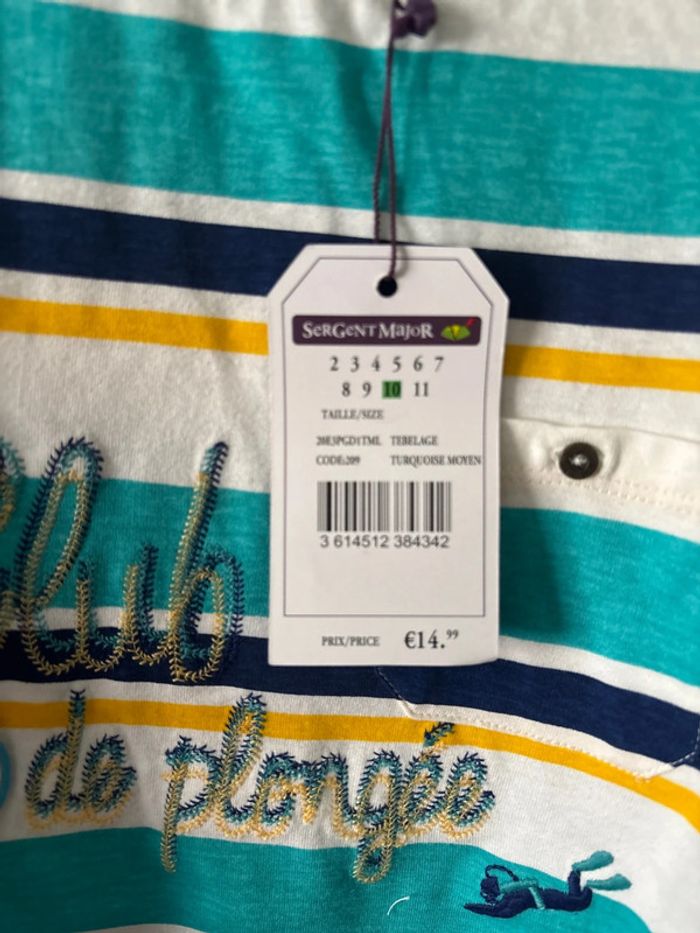 SERGENT MAJOR
2 3 4 5 6 7
8 9 10 11
TAILLE/SIZE
20E3PGD1TML TEBELAGE
CODE:209 TURQUOISE MOYEN
3 614512 384342
PRIX/PRICE €14.99
Club
de plongée